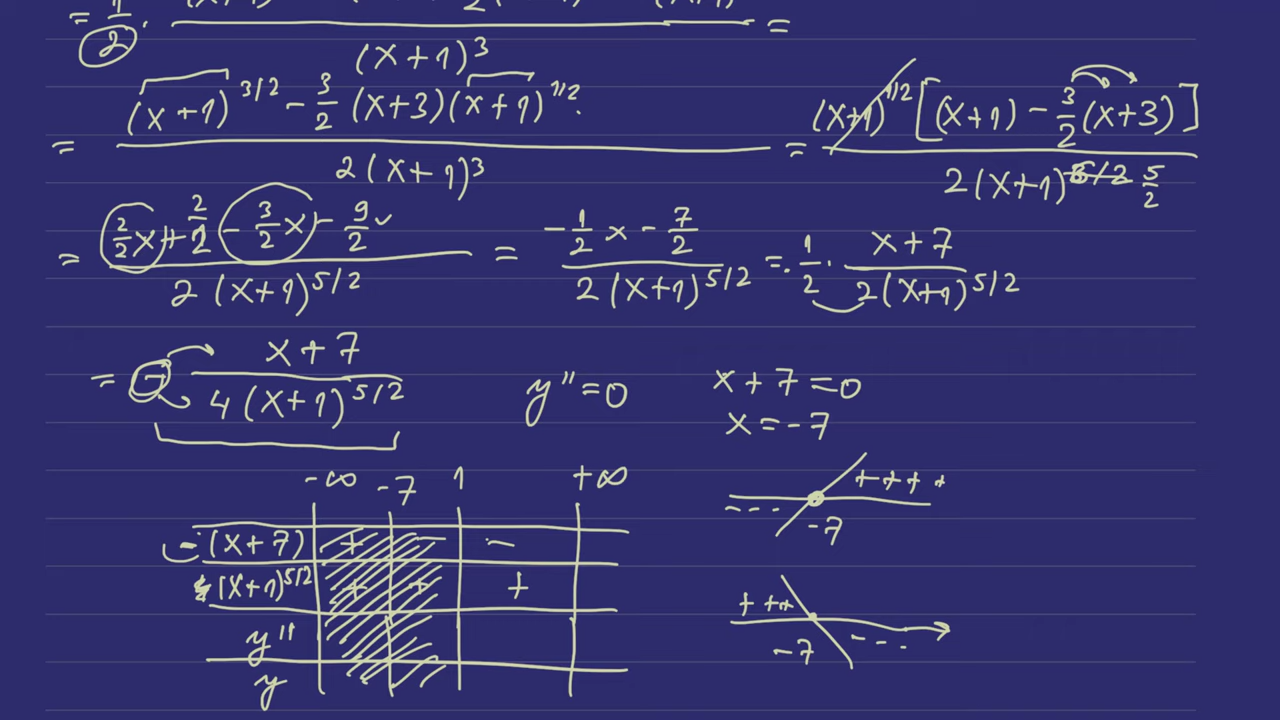 = 1/2 ·
(x+1)³ =
= ((x+1)^3/2 - 3/2 (x+3)(x+1)^1/2) / 2(x+1)³ = (x+1)^1/2 [(x+1) - 3/2 (x+3)] / 2(x+1)^5/2
= (2/2 x + 2/2 - 3/2 x - 9/2) / 2(x+1)^5/2 = (-1/2 x - 7/2) / 2(x+1)^5/2 = - 1/2 · (x+7) / 2(x+1)^5/2
= - (x+7) / 4(x+1)^5/2 y'' = 0 x+7=0
x = -7
-∞ -7 1 +∞
+ + + +
- - - -7
-(x+7) + - -
4(x+1)^5/2 + + +
+ + +
-7 - - -
y''
y